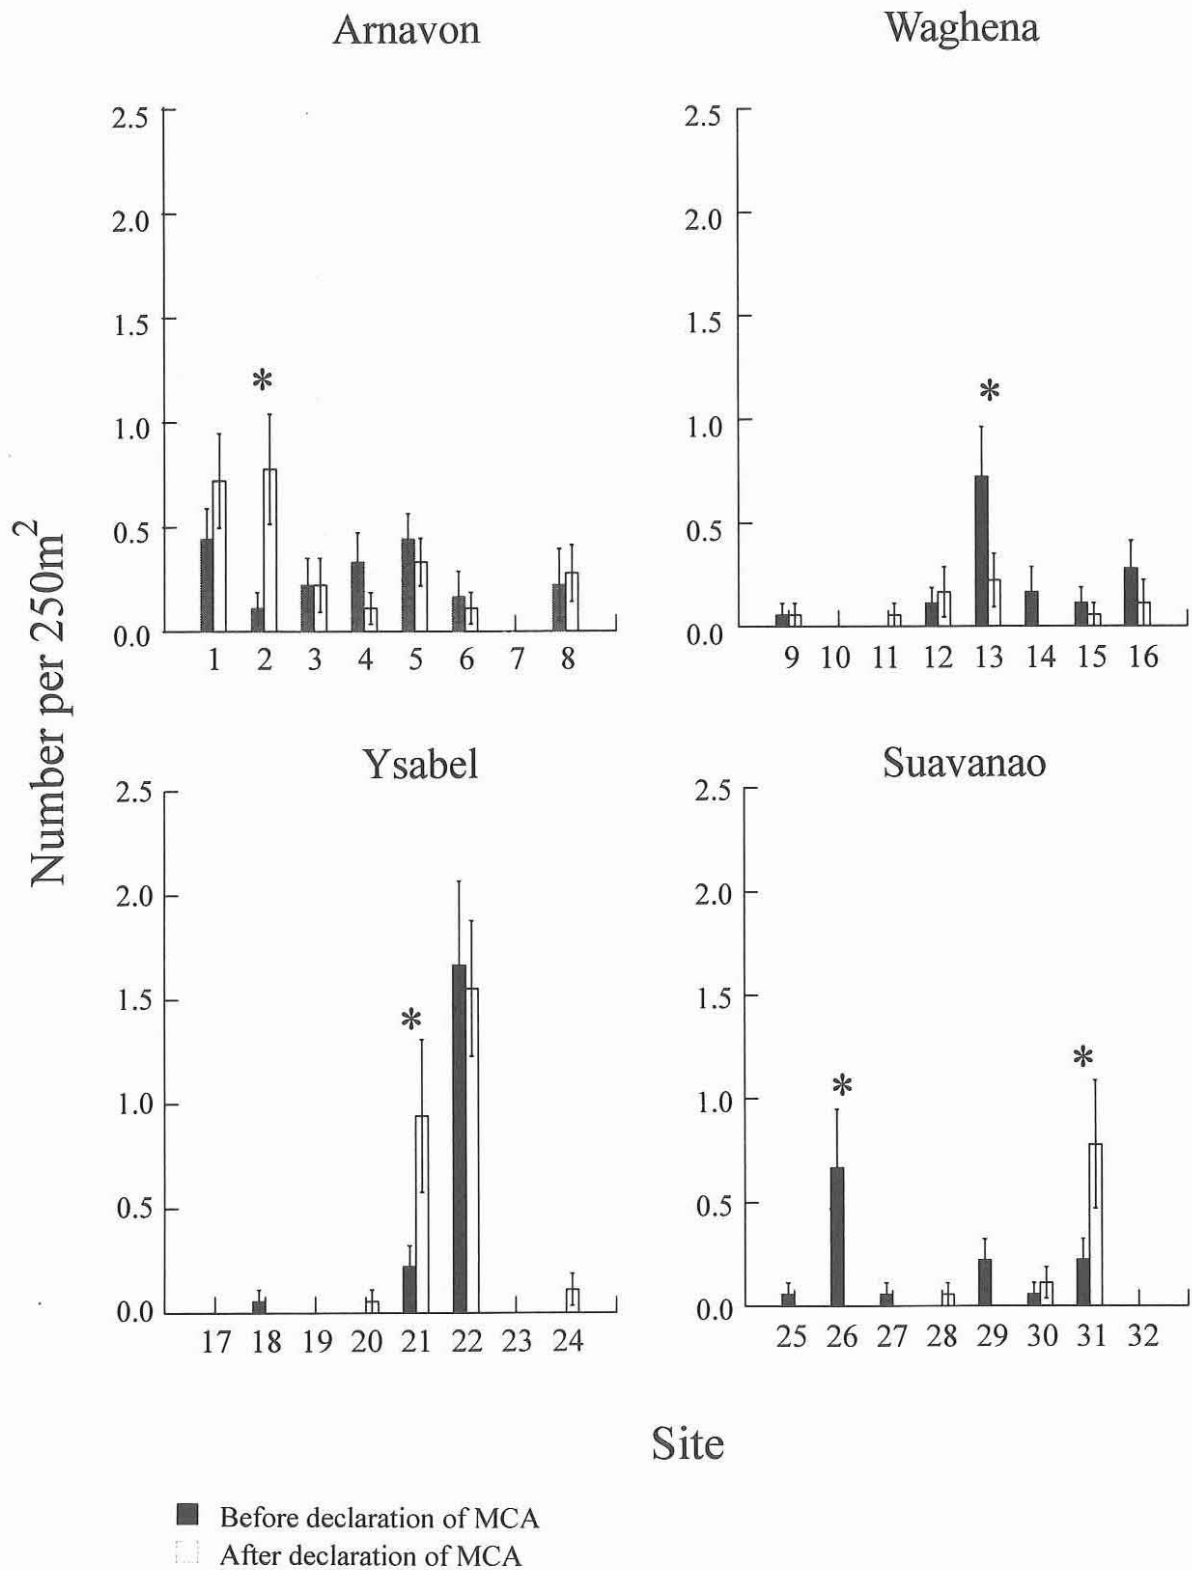 Arnavon
Waghena
2.5
2.0
1.5
1.0
0.5
0.0
*
1 2 3 4 5 6 7 8
2.5
2.0
1.5
1.0
0.5
0.0
*
9 10 11 12 13 14 15 16
Number per 250m²
Ysabel
Suavanao
2.5
2.0
1.5
1.0
0.5
0.0
*
17 18 19 20 21 22 23 24
2.5
2.0
1.5
1.0
0.5
0.0
* *
25 26 27 28 29 30 31 32
Site
Before declaration of MCA
After declaration of MCA